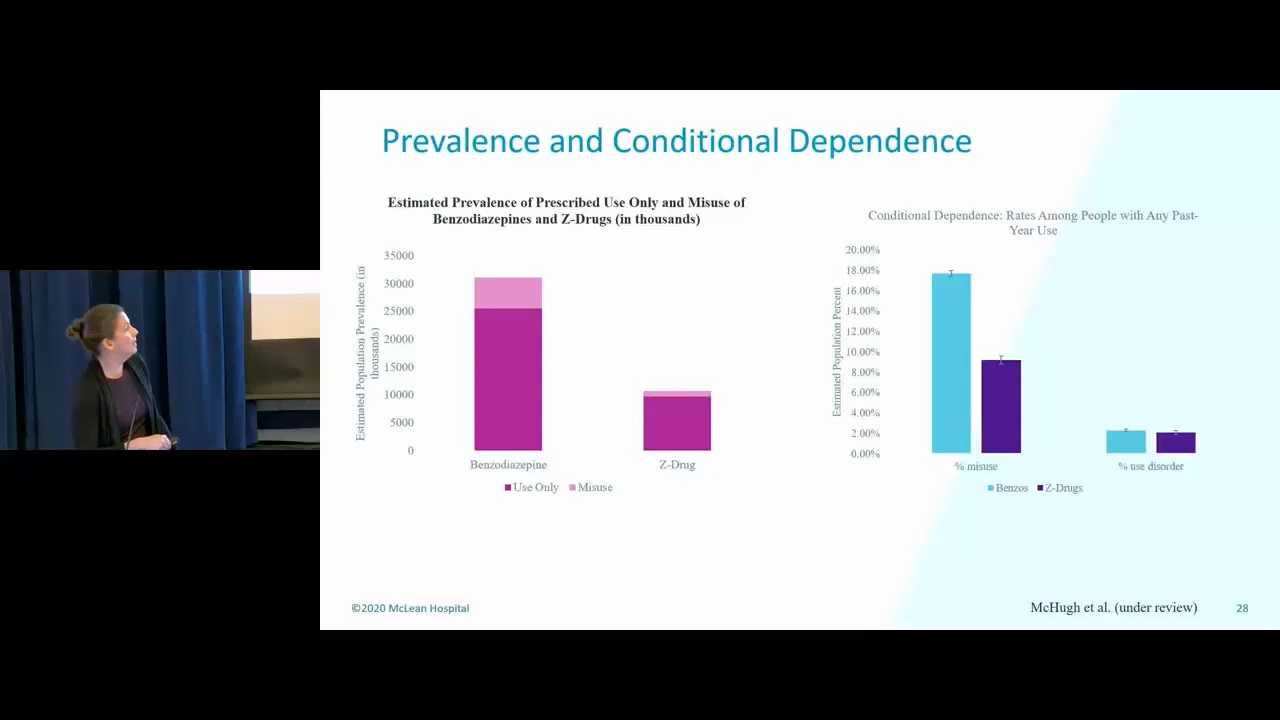 Prevalence and Conditional Dependence
Estimated Prevalence of Prescribed Use Only and Misuse of
Benzodiazepines and Z-Drugs (in thousands)
Estimated Population Prevalence (in
thousands)
35000
30000
25000
20000
15000
10000
5000
0
Benzodiazepine
Z-Drug
Use Only
Misuse
Conditional Dependence: Rates Among People with Any Past-
Year Use
Estimated Population Percent
20.00%
18.00%
16.00%
14.00%
12.00%
10.00%
8.00%
6.00%
4.00%
2.00%
0.00%
% misuse
% use disorder
Benzos
Z-Drugs
©2020 McLean Hospital
McHugh et al. (under review)
28